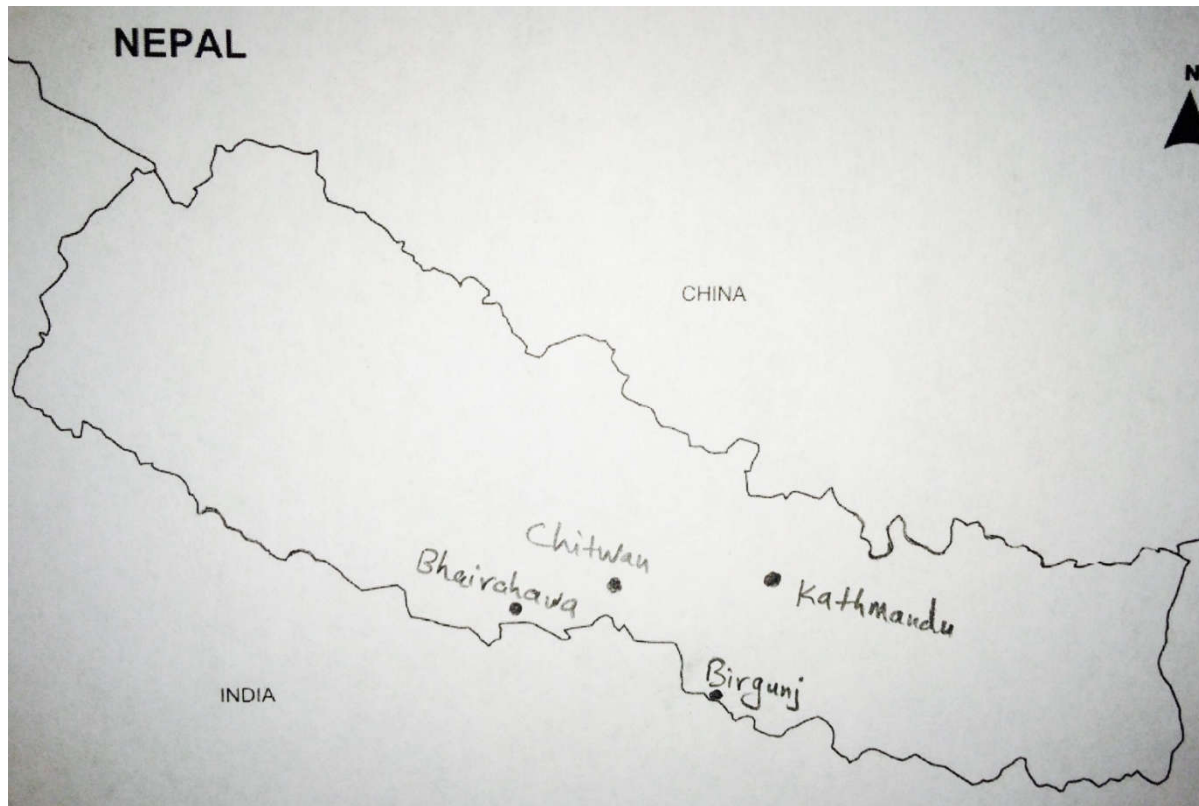 NEPAL
N
CHINA
Chitwan
Bhairahawa
Kathmandu
Birgunj
INDIA